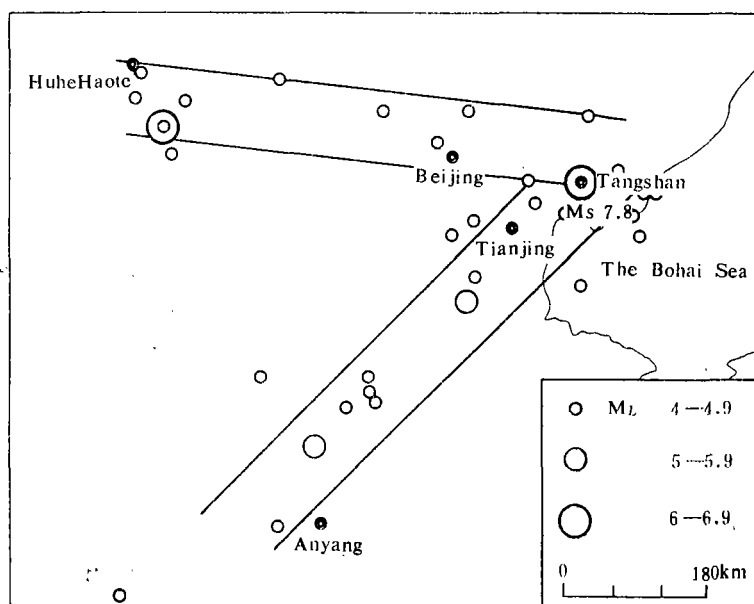 HuheHaote
Beijing
Tangshan
Ms 7.8
Tianjing
The Bohai Sea
Anyang
ML 4—4.9
5—5.9
6—6.9
0 180km